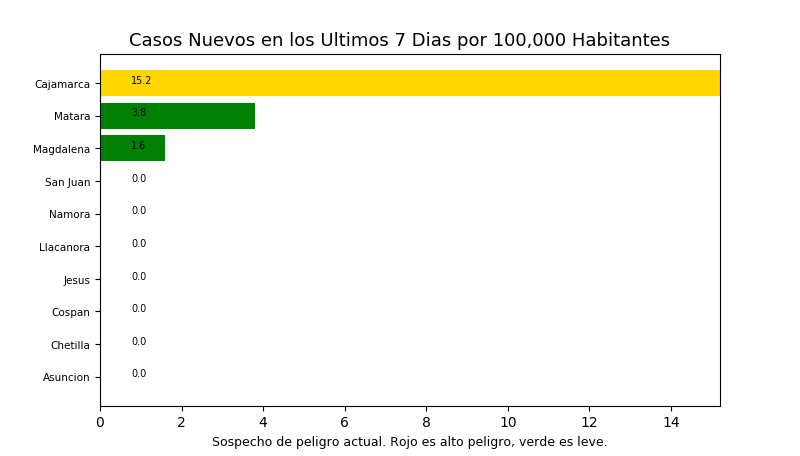 Casos Nuevos en los Ultimos 7 Dias por 100,000 Habitantes
Cajamarca 15.2
Matara 3.8
Magdalena 1.6
San Juan 0.0
Namora 0.0
Llacanora 0.0
Jesus 0.0
Cospan 0.0
Chetilla 0.0
Asuncion 0.0
0 2 4 6 8 10 12 14
Sospecho de peligro actual. Rojo es alto peligro, verde es leve.